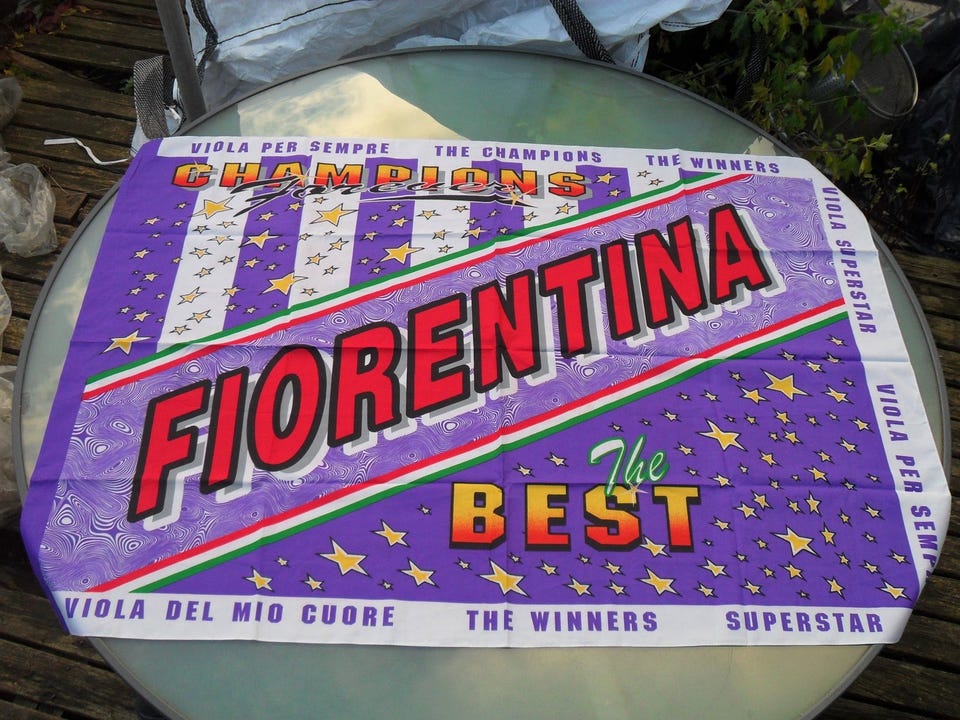 VIOLA PER SEMPRE THE CHAMPIONS THE WINNERS
CHAMPIONS
Forever
VIOLA SUPERSTAR
FIORENTINA
VIOLA PER SEMP
The
BEST
VIOLA DEL MIO CUORE THE WINNERS SUPERSTAR